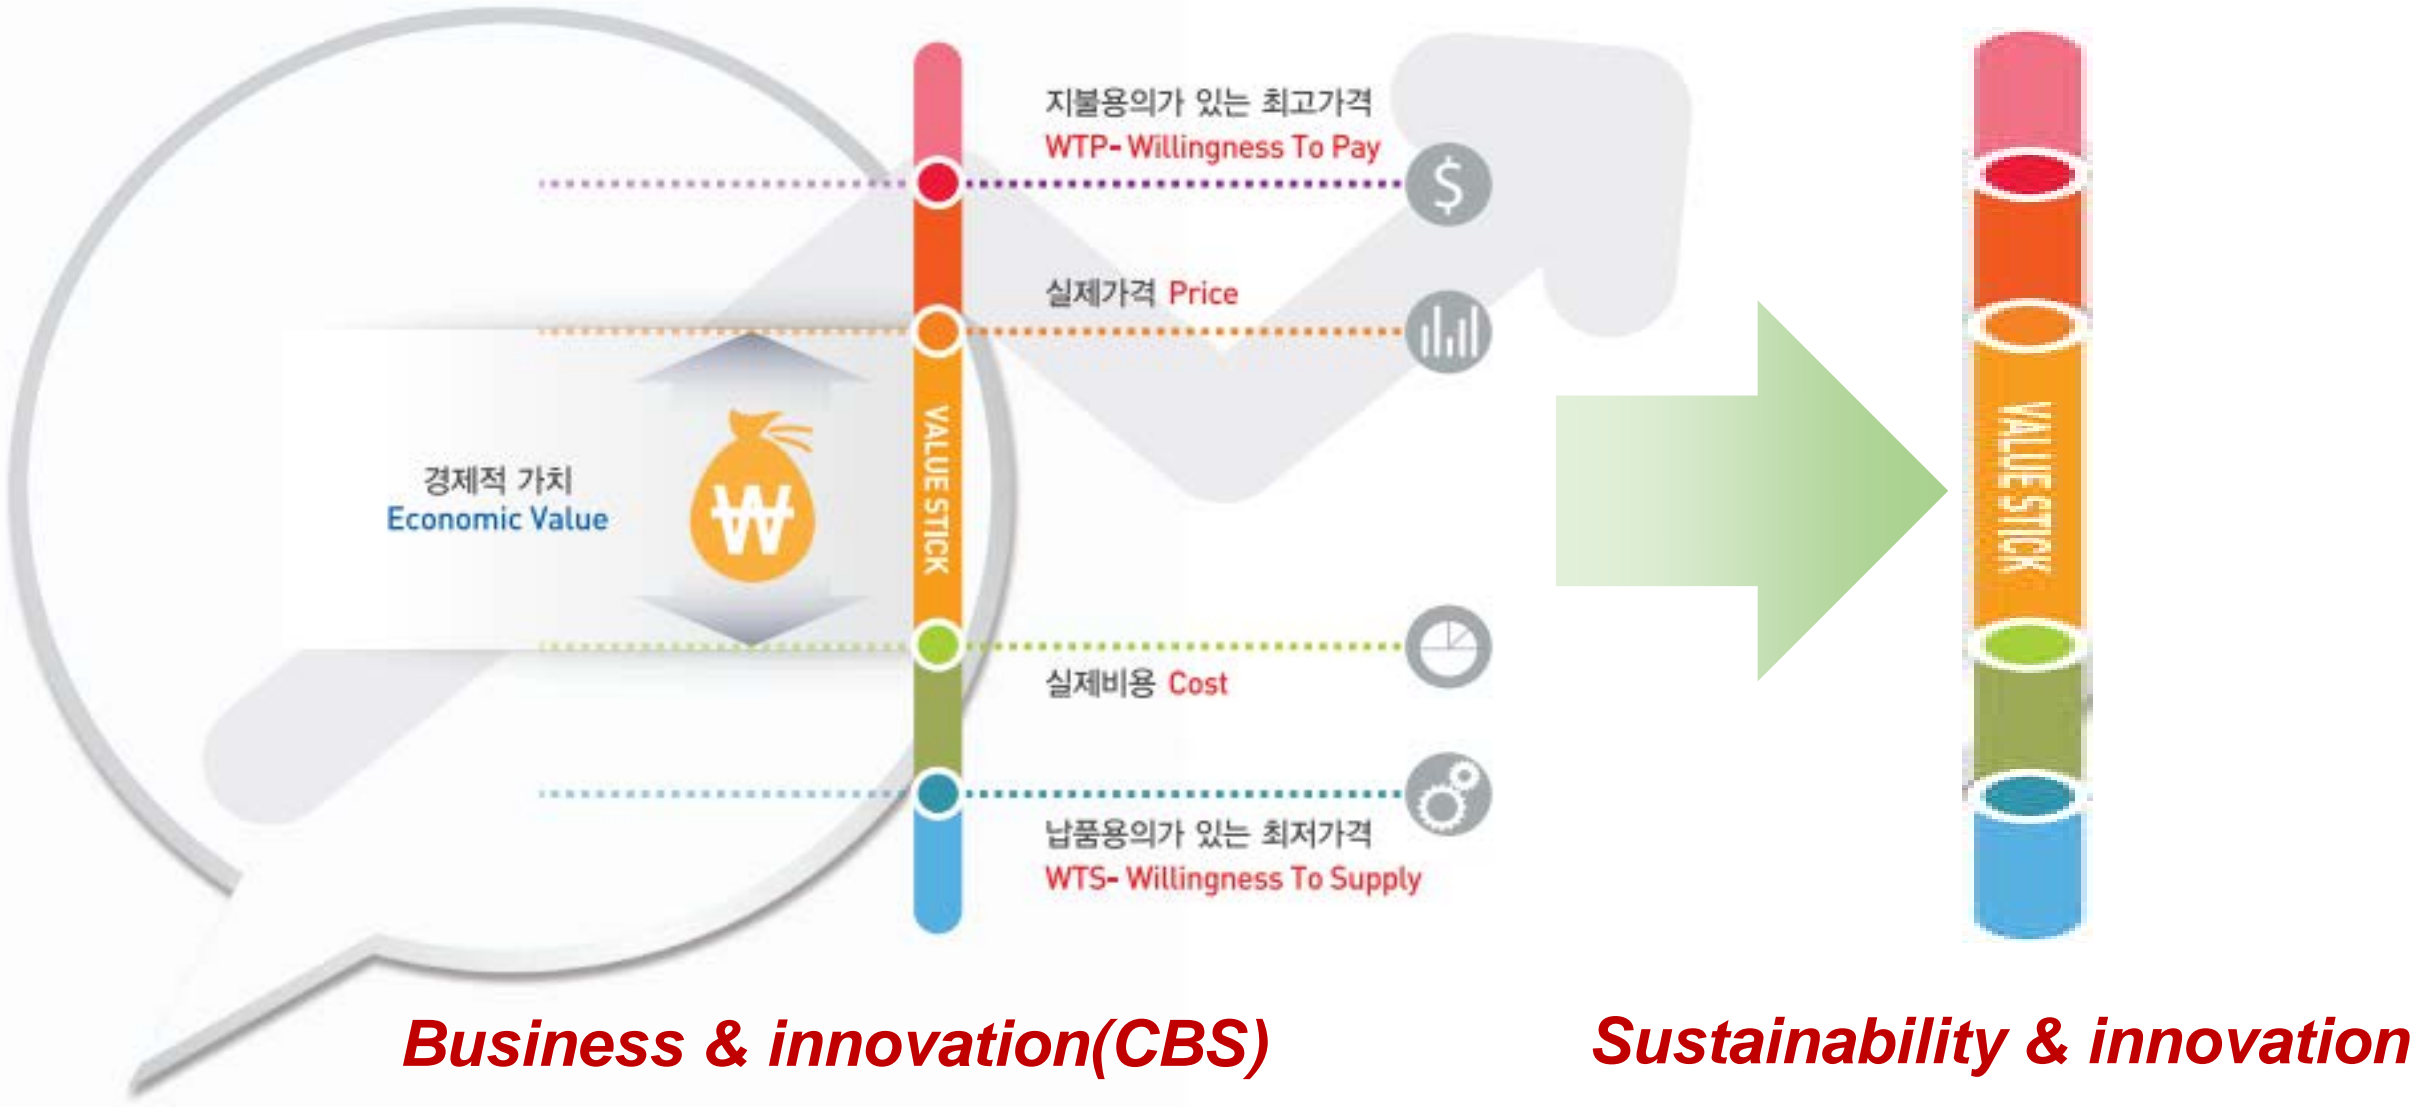 지불용의가 있는 최고가격
WTP- Willingness To Pay
$
실제가격 Price
경제적 가치
Economic Value
₩
VALUE STICK
실제비용 Cost
납품용의가 있는 최저가격
WTS- Willingness To Supply
Business & innovation(CBS)
VALUE STICK
Sustainability & innovation